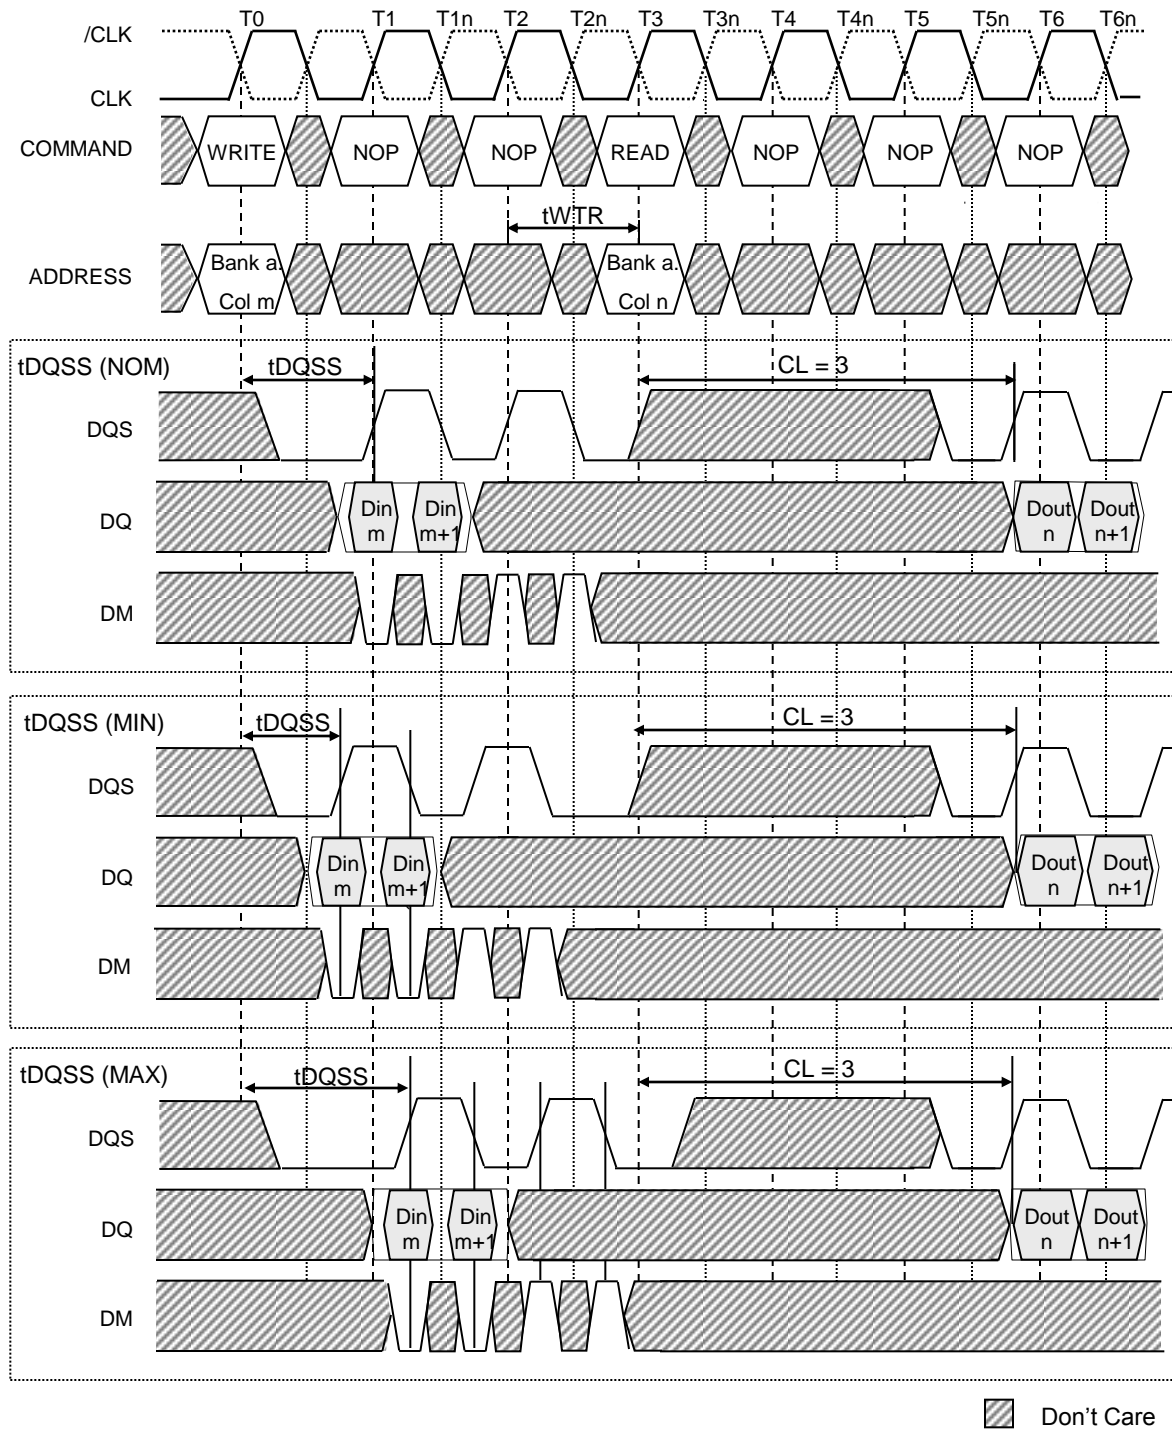 T0 T1 T1n T2 T2n T3 T3n T4 T4n T5 T5n T6 T6n
/CLK
CLK
COMMAND WRITE NOP NOP READ NOP NOP NOP
tWTR
ADDRESS Bank a. Col m Bank a. Col n
tDQSS (NOM) tDQSS CL = 3
DQS
DQ Din m Din m+1 Dout n Dout n+1
DM
tDQSS (MIN) tDQSS CL = 3
DQS
DQ Din m Din m+1 Dout n Dout n+1
DM
tDQSS (MAX) tDQSS CL = 3
DQS
DQ Din m Din m+1 Dout n Dout n+1
DM
Don't Care